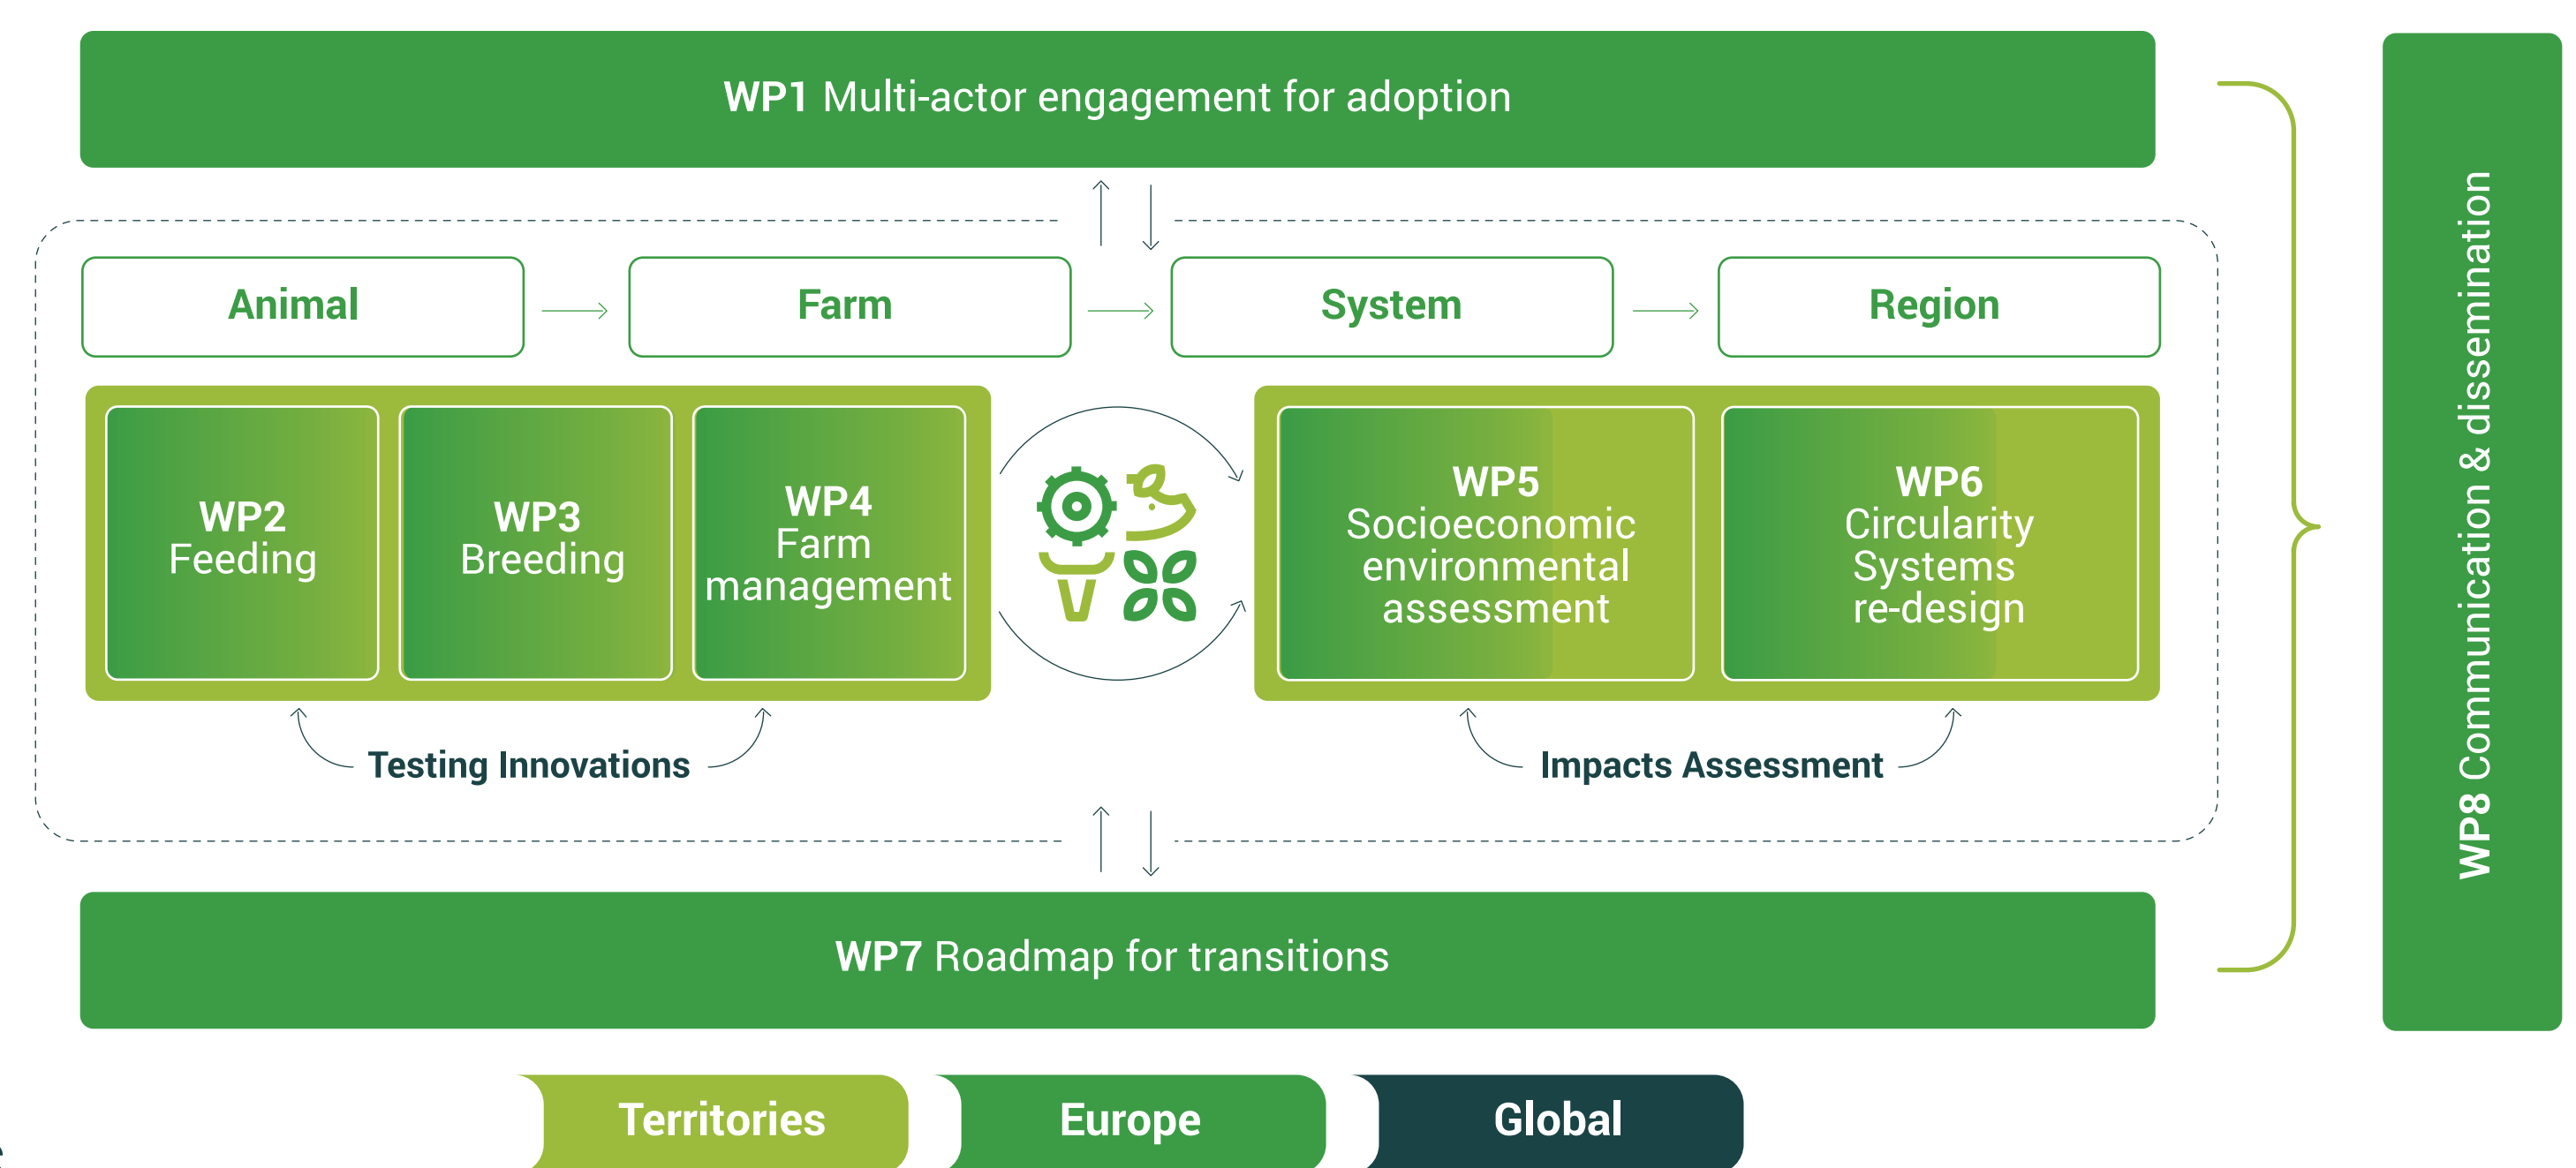 WP1 Multi-actor engagement for adoption
Animal
Farm
System
Region
WP2
Feeding
WP3
Breeding
WP4
Farm
management
WP5
Socioeconomic
environmental
assessment
WP6
Circularity
Systems
re-design
Testing Innovations
Impacts Assessment
WP7 Roadmap for transitions
WP8 Communication & dissemination
Territories
Europe
Global